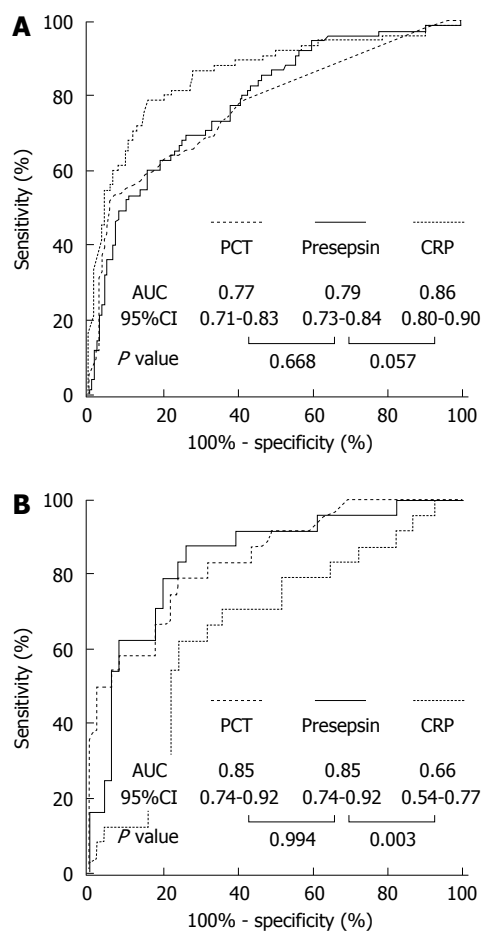 A
100
80
60
40
20
0
Sensitivity (%)
PCT Presepsin CRP
AUC 0.77 0.79 0.86
95%CI 0.71-0.83 0.73-0.84 0.80-0.90
P value 0.668 0.057
0 20 40 60 80 100
100% - specificity (%)
B
100
80
60
40
20
0
Sensitivity (%)
PCT Presepsin CRP
AUC 0.85 0.85 0.66
95%CI 0.74-0.92 0.74-0.92 0.54-0.77
P value 0.994 0.003
0 20 40 60 80 100
100% - specificity (%)